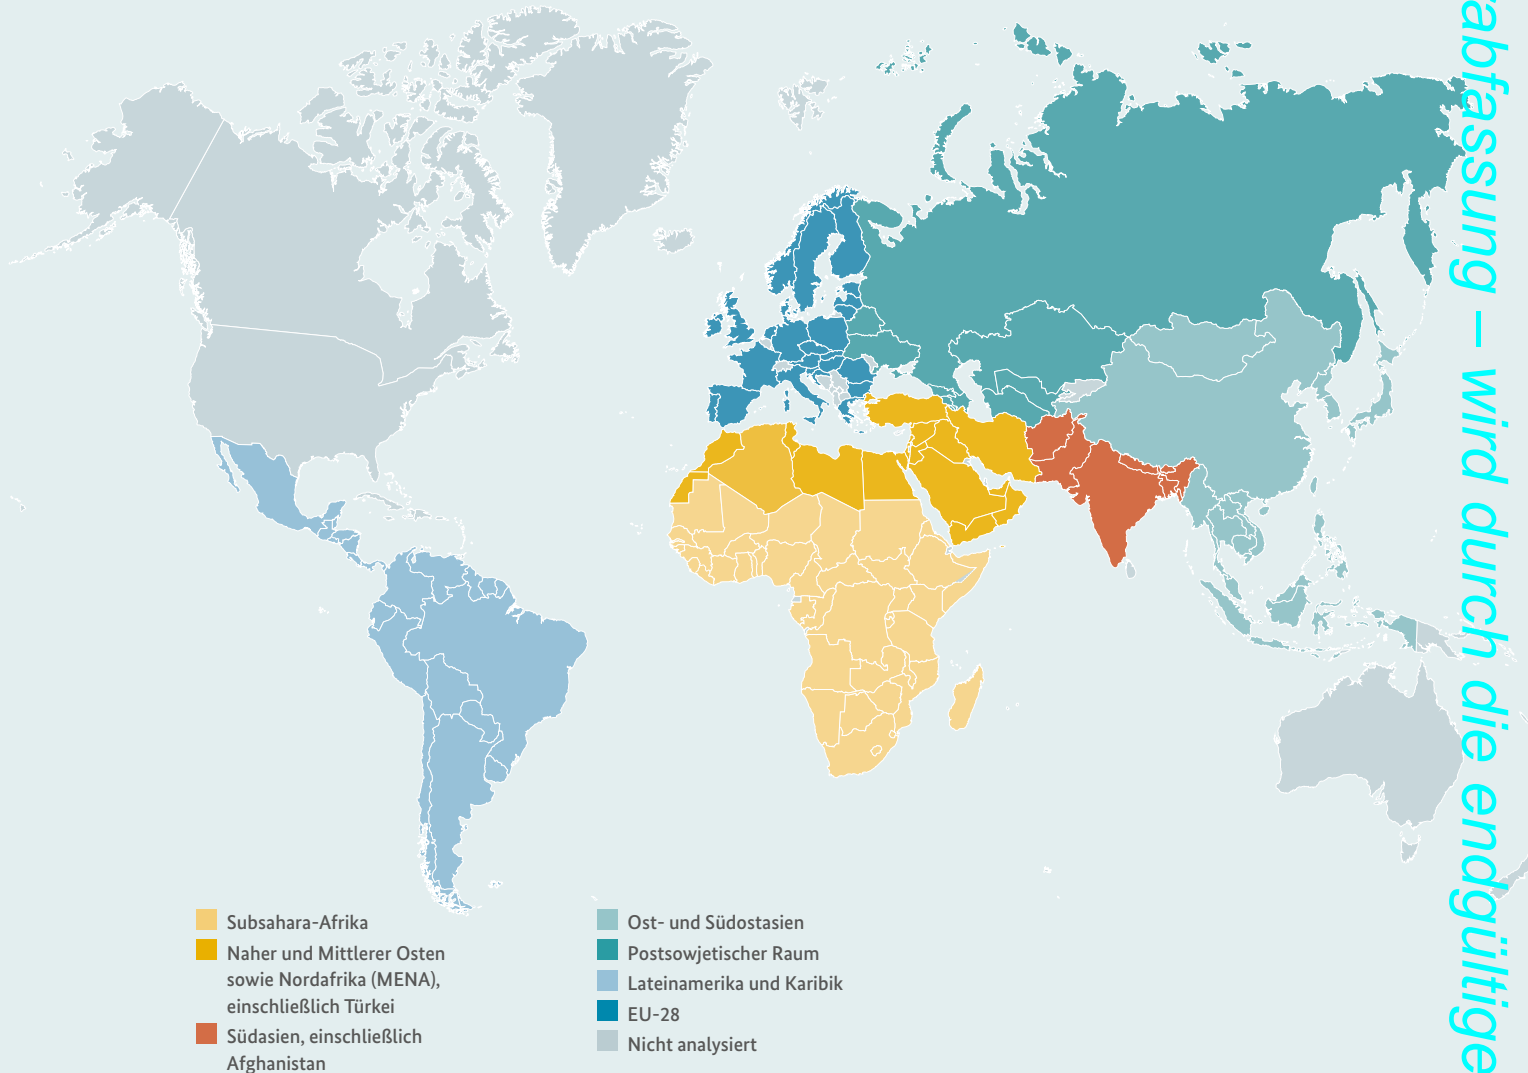 Subsahara-Afrika
Naher und Mittlerer Osten
sowie Nordafrika (MENA),
einschließlich Türkei
Südasien, einschließlich
Afghanistan
Ost- und Südostasien
Postsowjetischer Raum
Lateinamerika und Karibik
EU-28
Nicht analysiert
abfassung – wird durch die endgültige